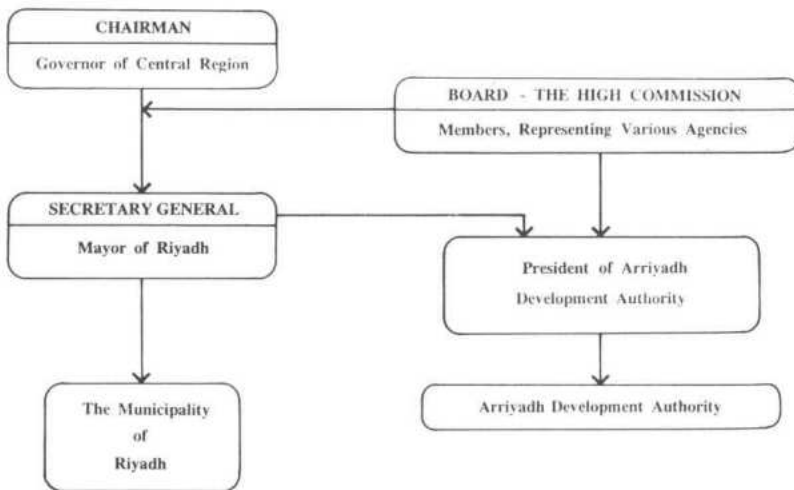 CHAIRMAN
Governor of Central Region
BOARD - THE HIGH COMMISSION
Members, Representing Various Agencies
SECRETARY GENERAL
Mayor of Riyadh
President of Arriyadh
Development Authority
The Municipality
of
Riyadh
Arriyadh Development Authority